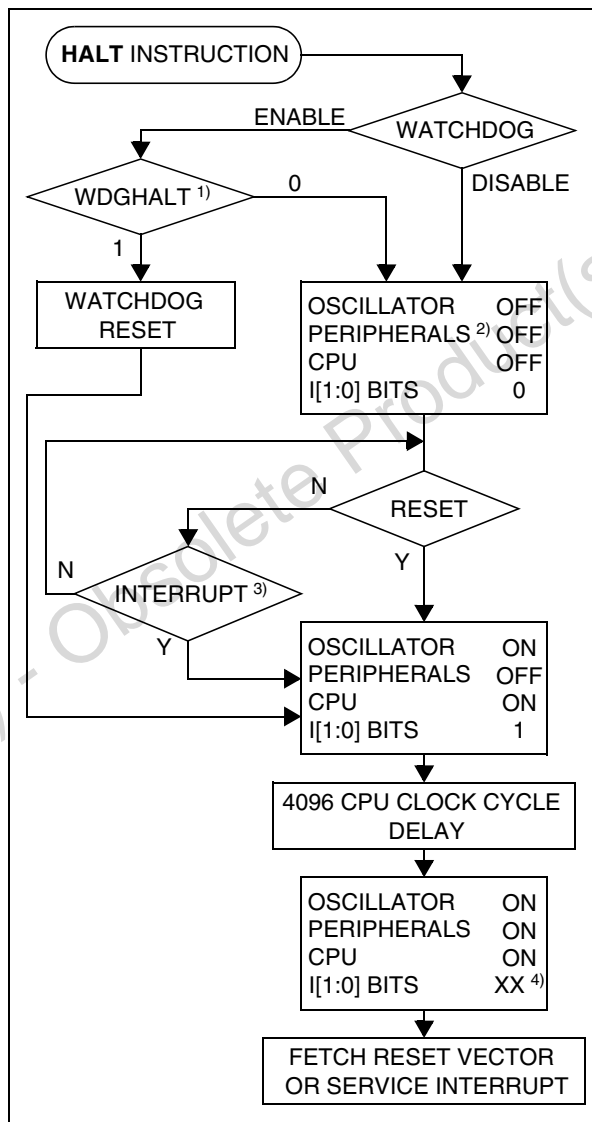 HALT INSTRUCTION
WATCHDOG
ENABLE
DISABLE
WDGHALT 1)
0
1
WATCHDOG
RESET
OSCILLATOR OFF
PERIPHERALS 2) OFF
CPU OFF
I[1:0] BITS 0
RESET
N
Y
INTERRUPT 3)
N
Y
OSCILLATOR ON
PERIPHERALS OFF
CPU ON
I[1:0] BITS 1
4096 CPU CLOCK CYCLE
DELAY
OSCILLATOR ON
PERIPHERALS ON
CPU ON
I[1:0] BITS XX 4)
FETCH RESET VECTOR
OR SERVICE INTERRUPT
) - Obsolete Product(s